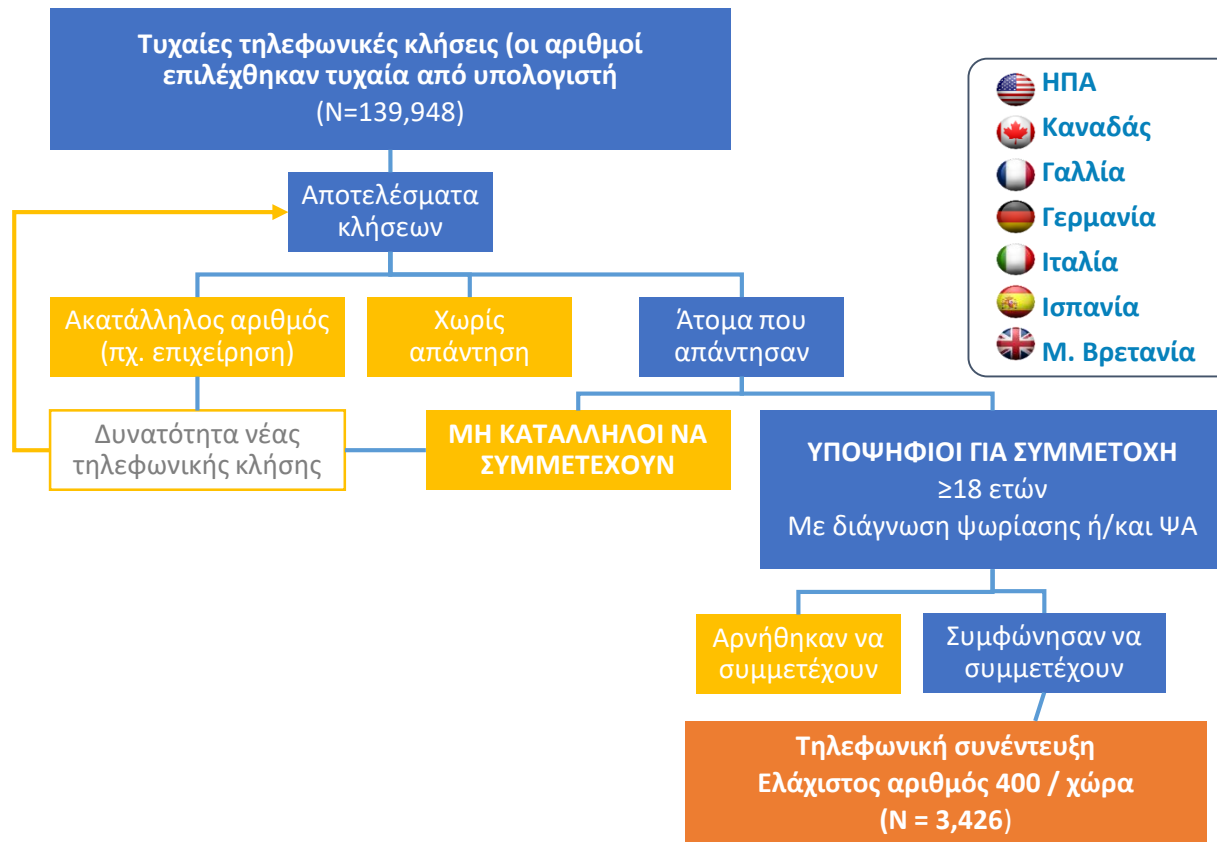 Τυχαίες τηλεφωνικές κλήσεις (οι αριθμοί
επιλέχθηκαν τυχαία από υπολογιστή
(N=139,948)
ΗΠΑ
Καναδάς
Γαλλία
Γερμανία
Ιταλία
Ισπανία
Μ. Βρετανία
Αποτελέσματα
κλήσεων
Ακατάλληλος αριθμός
(πχ. επιχείρηση)
Χωρίς
απάντηση
Άτομα που
απάντησαν
Δυνατότητα νέας
τηλεφωνικής κλήσης
ΜΗ ΚΑΤΑΛΛΗΛΟΙ ΝΑ
ΣΥΜΜΕΤΕΧΟΥΝ
ΥΠΟΨΗΦΙΟΙ ΓΙΑ ΣΥΜΜΕΤΟΧΗ
≥18 ετών
Με διάγνωση ψωρίασης ή/και ΨΑ
Αρνήθηκαν να
συμμετέχουν
Συμφώνησαν να
συμμετέχουν
Τηλεφωνική συνέντευξη
Ελάχιστος αριθμός 400 / χώρα
(N = 3,426)